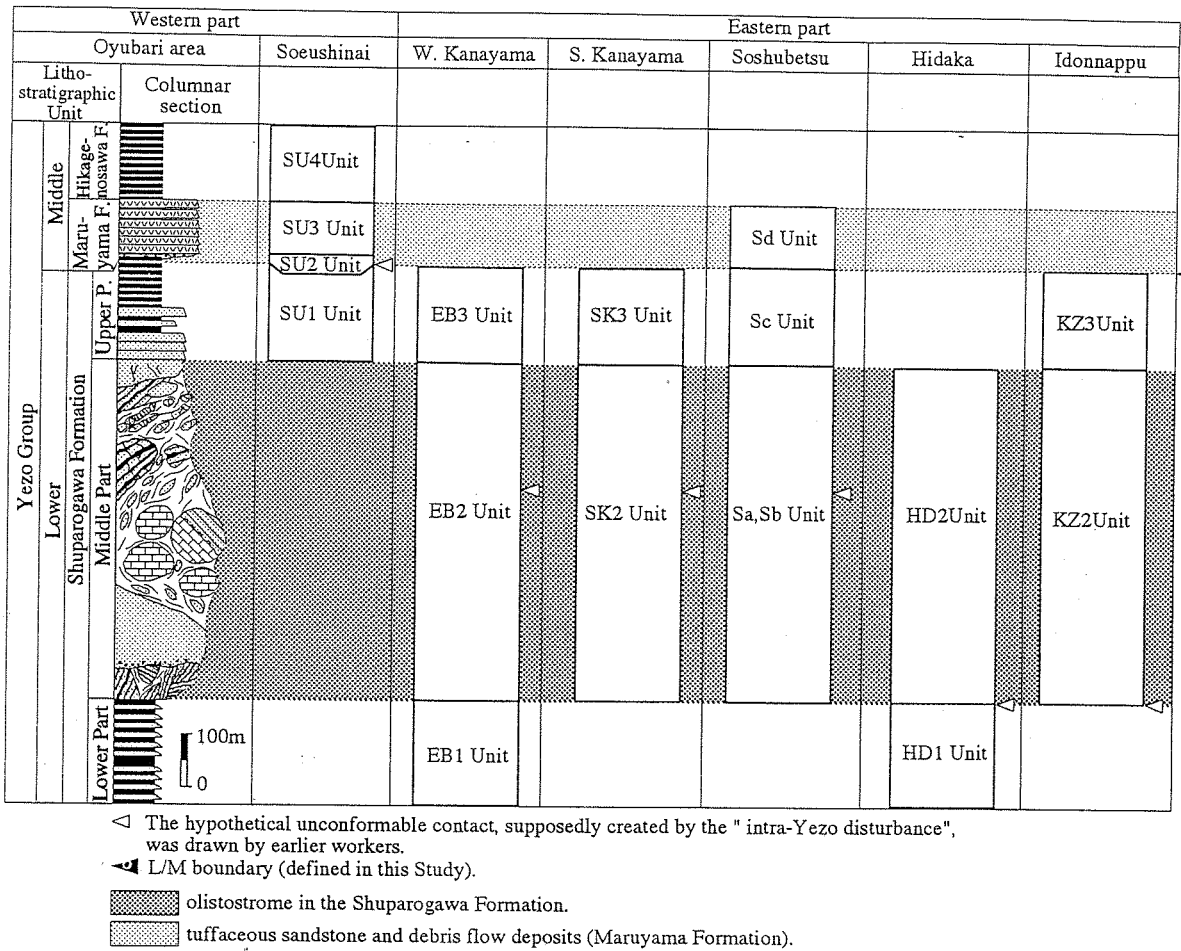 Western part
Eastern part
Oyubari area
Soeushinai
W. Kanayama
S. Kanayama
Soshubetsu
Hidaka
Idonnappu
Litho-
stratigraphic
Unit
Columnar
section
Yezo Group
Middle
Lower
Hikage-
nosawa F.
Maru-
yama F.
Shuparogawa Formation
Upper P.
Middle Part
Lower Part
100m
0
SU4Unit
SU3 Unit
SU2 Unit
SU1 Unit
EB3 Unit
EB2 Unit
EB1 Unit
SK3 Unit
SK2 Unit
Sd Unit
Sc Unit
Sa,Sb Unit
HD2Unit
HD1 Unit
KZ3Unit
KZ2Unit
The hypothetical unconformable contact, supposedly created by the " intra-Yezo disturbance",
was drawn by earlier workers.
L/M boundary (defined in this Study).
olistostrome in the Shuparogawa Formation.
tuffaceous sandstone and debris flow deposits (Maruyama Formation).